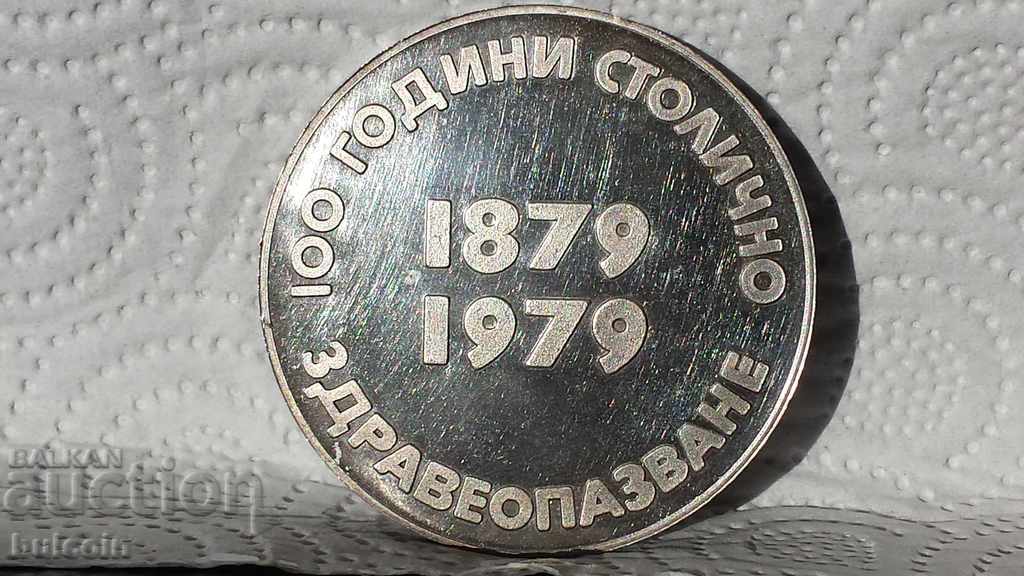 100 ГОДИНИ СТОЛИЧНО
ЗДРАВЕОПАЗВАНЕ
1879
1979
BALKAN
auction
bulcoin